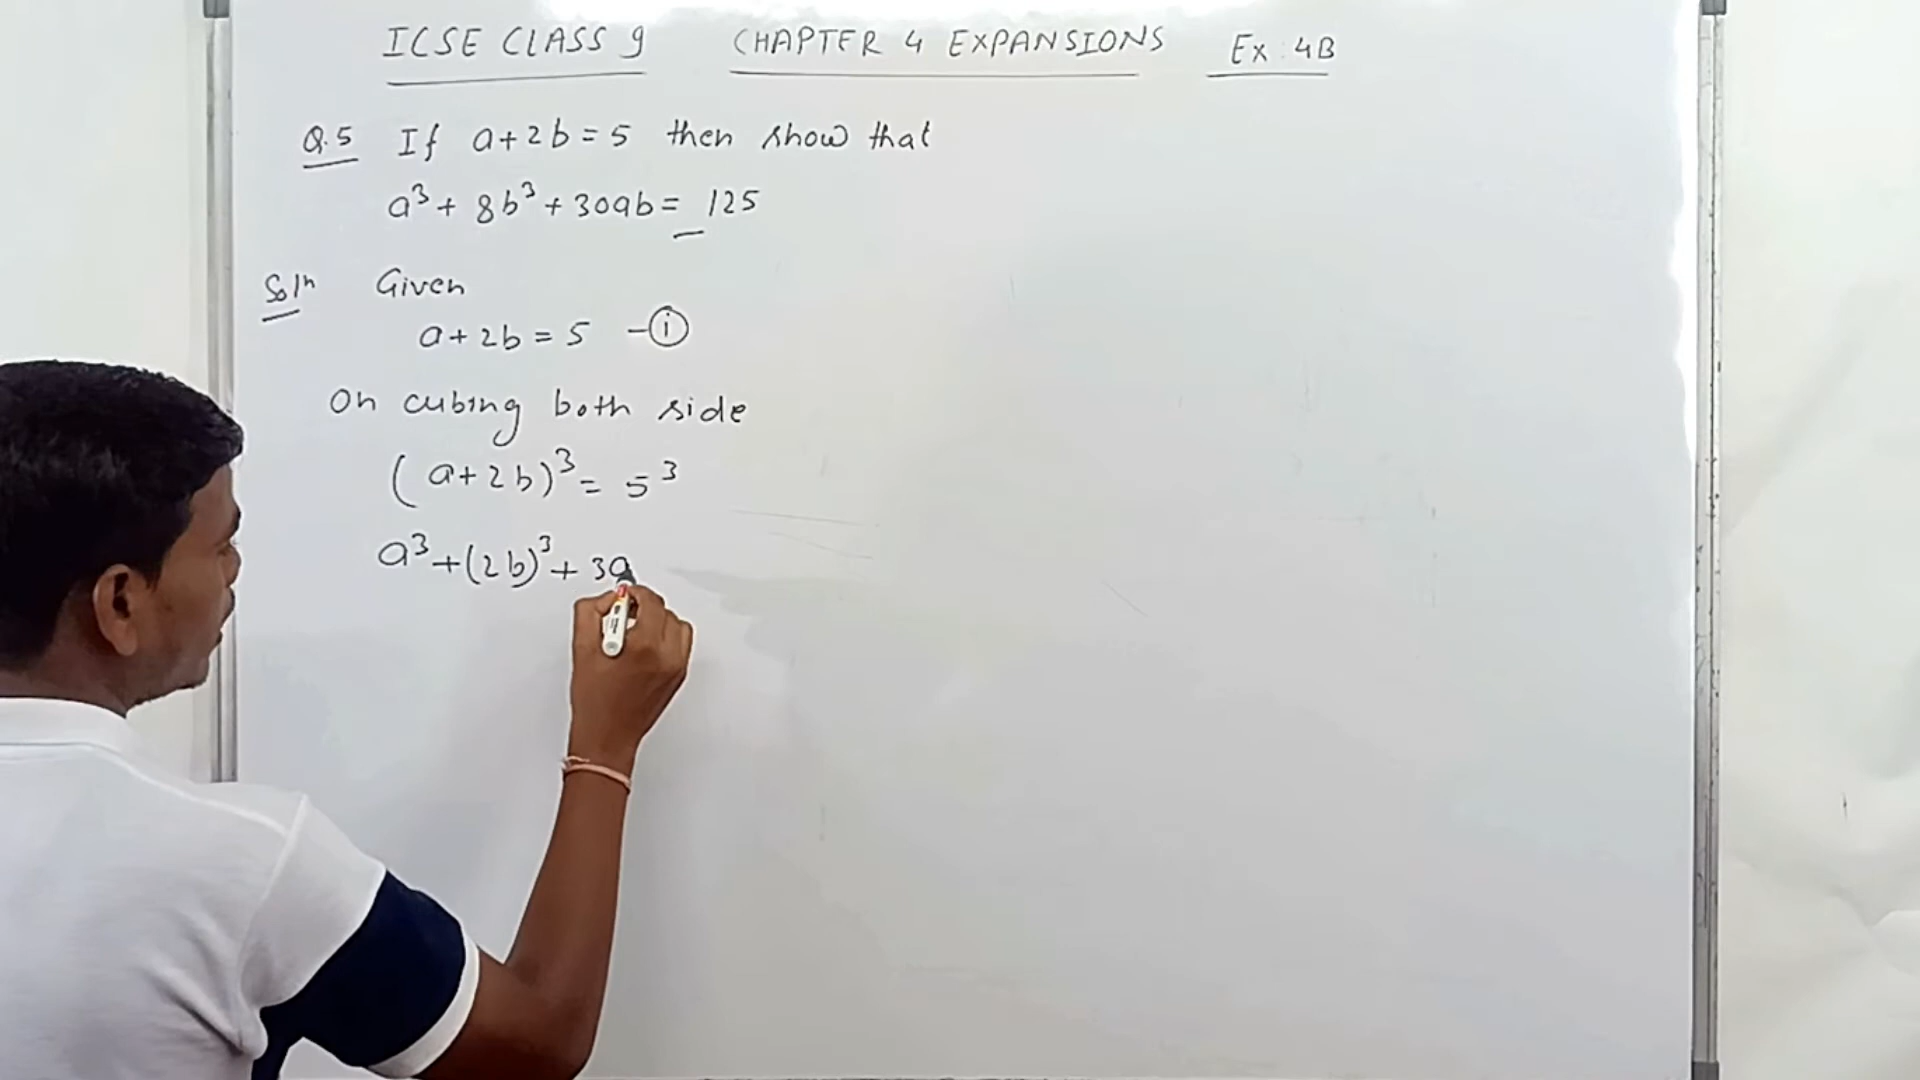 ICSE CLASS 9 CHAPTER 4 EXPANSIONS Ex: 4B
Q.5 If a+2b=5 then show that
a³+8b³+30ab=125
Solⁿ Given
a+2b=5 -(i)
On cubing both side
(a+2b)³=5³
a³+(2b)³+3a